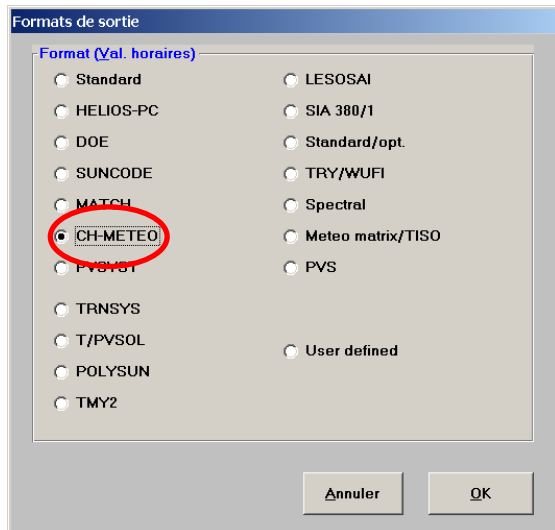 Formats de sortie
Format (Val. horaires)
Standard
HELIOS-PC
DOE
SUNCODE
MATCH
CH-METEO
PVSYST
TRNSYS
T/PVSOL
POLYSUN
TMY2
LESOSAI
SIA 380/1
Standard/opt.
TRY/WUFI
Spectral
Meteo matrix/TISO
PVS
User defined
Annuler
OK